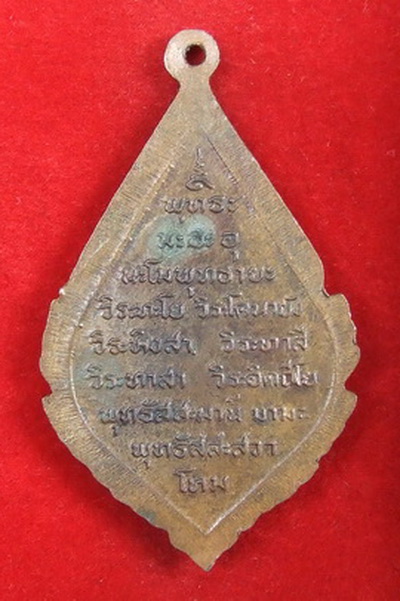 พุทธะ
มะอะอุ
นะโมพุทธายะ
วิระทะโย วิระโคนายัง
วิระหิงสา วิระทาสี
วิระทาสา วิระอิตถิโย
พุทธัสสะมานี มามะ
พุทธัสสะสวา
โหม